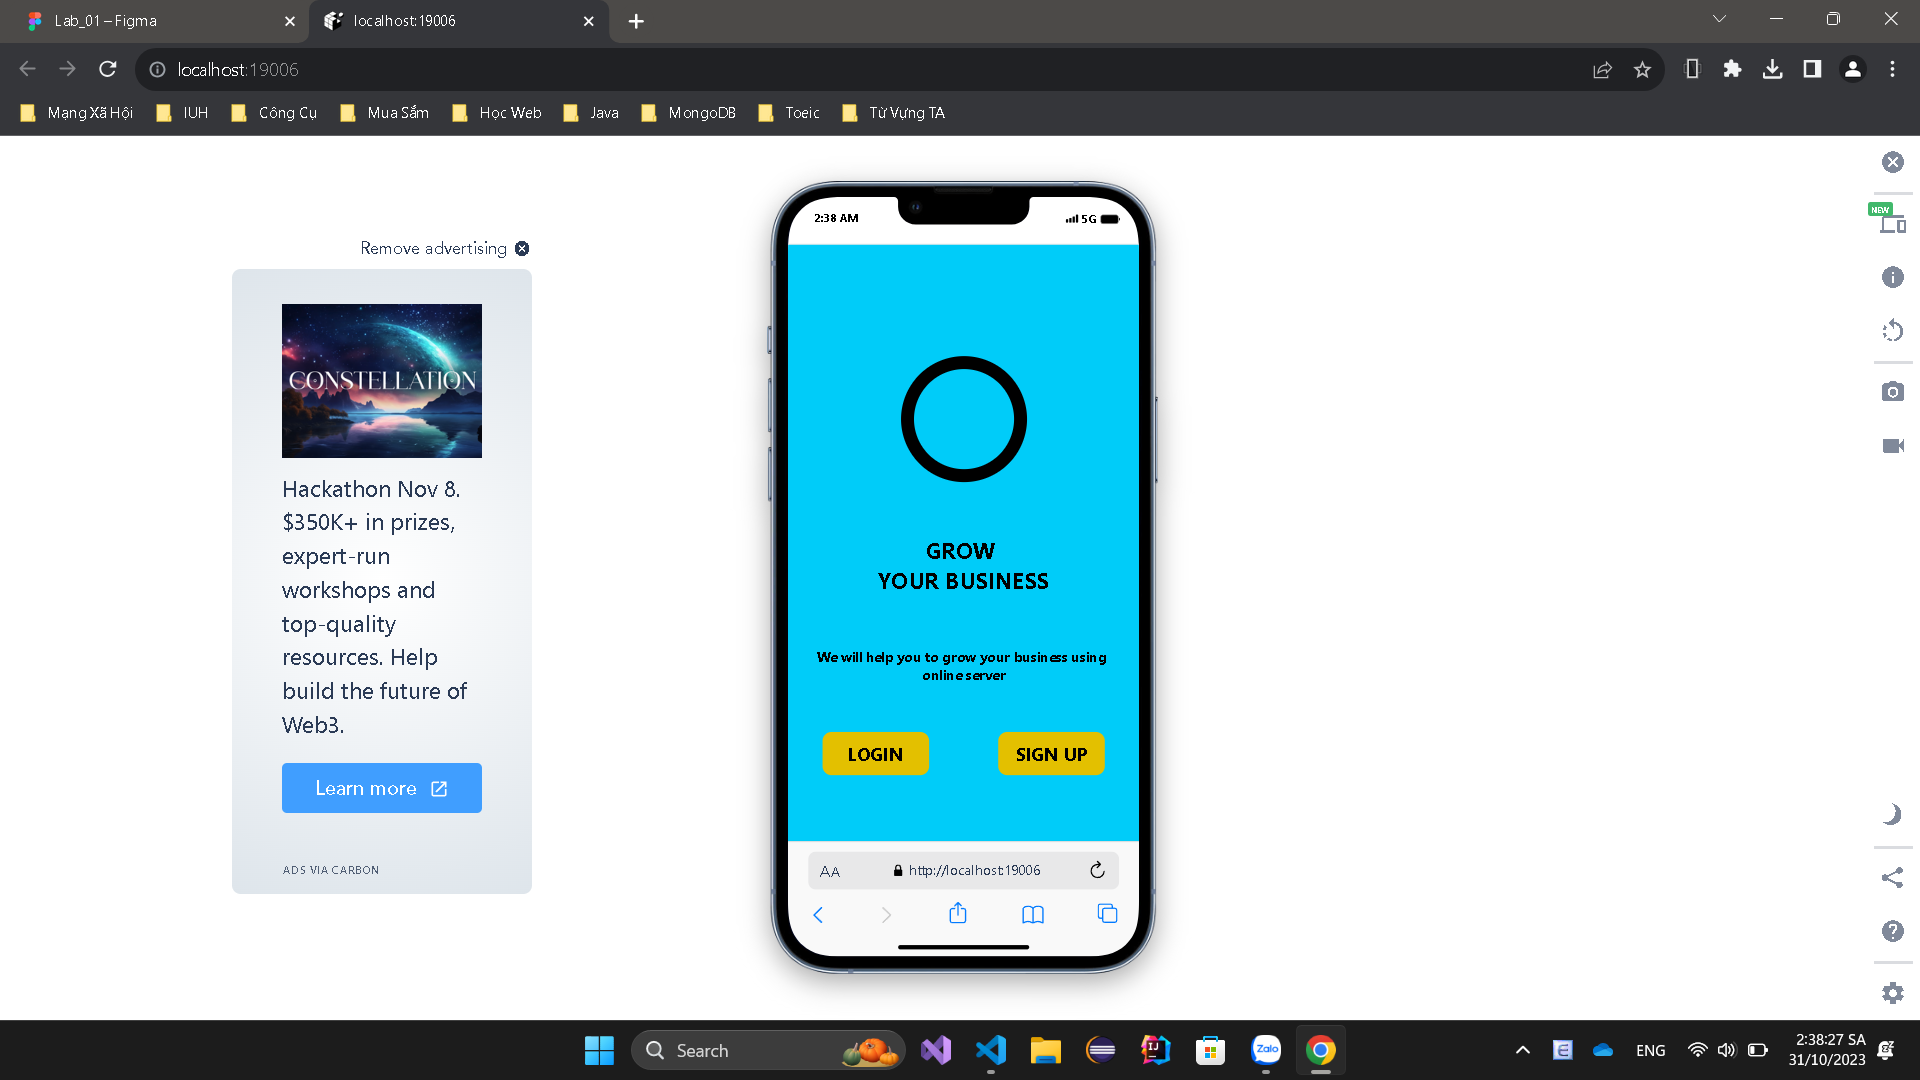 Lab_01 – Figma
localhost:19006
localhost:19006
Mạng Xã Hội
IUH
Công Cụ
Mua Sắm
Học Web
Java
MongoDB
Toeic
Từ Vựng TA
NEW
Remove advertising
CONSTELLATION
Hackathon Nov 8.
$350K+ in prizes,
expert-run
workshops and
top-quality
resources. Help
build the future of
Web3.
Learn more
ADS VIA CARBON
2:38 AM
5G
GROW
YOUR BUSINESS
We will help you to grow your business using
online server
LOGIN
SIGN UP
AA
http://localhost:19006
Search
Zalo
ENG
2:38:27 SA
31/10/2023